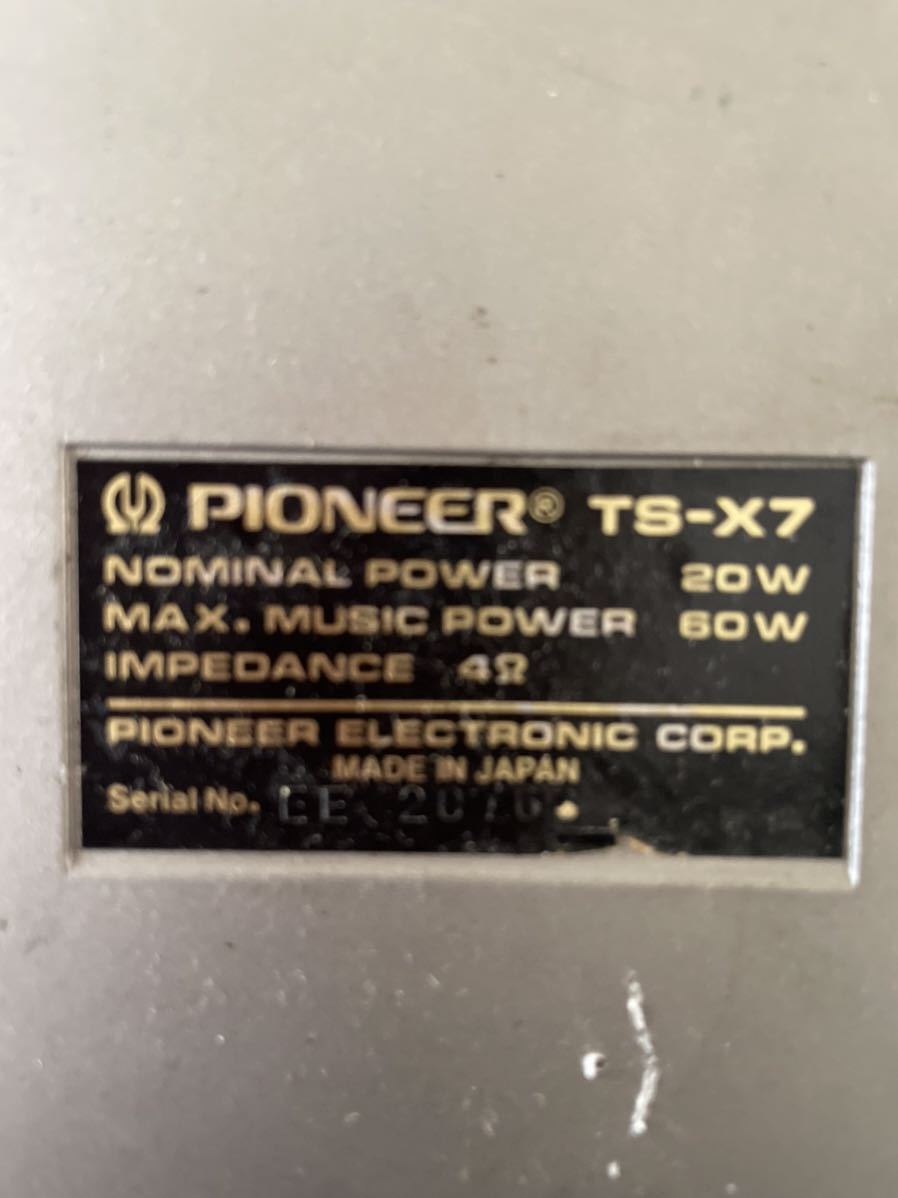 PIONEER® TS-X7
NOMINAL POWER 20W
MAX. MUSIC POWER 60W
IMPEDANCE 4Ω
PIONEER ELECTRONIC CORP.
MADE IN JAPAN
Serial No. EE